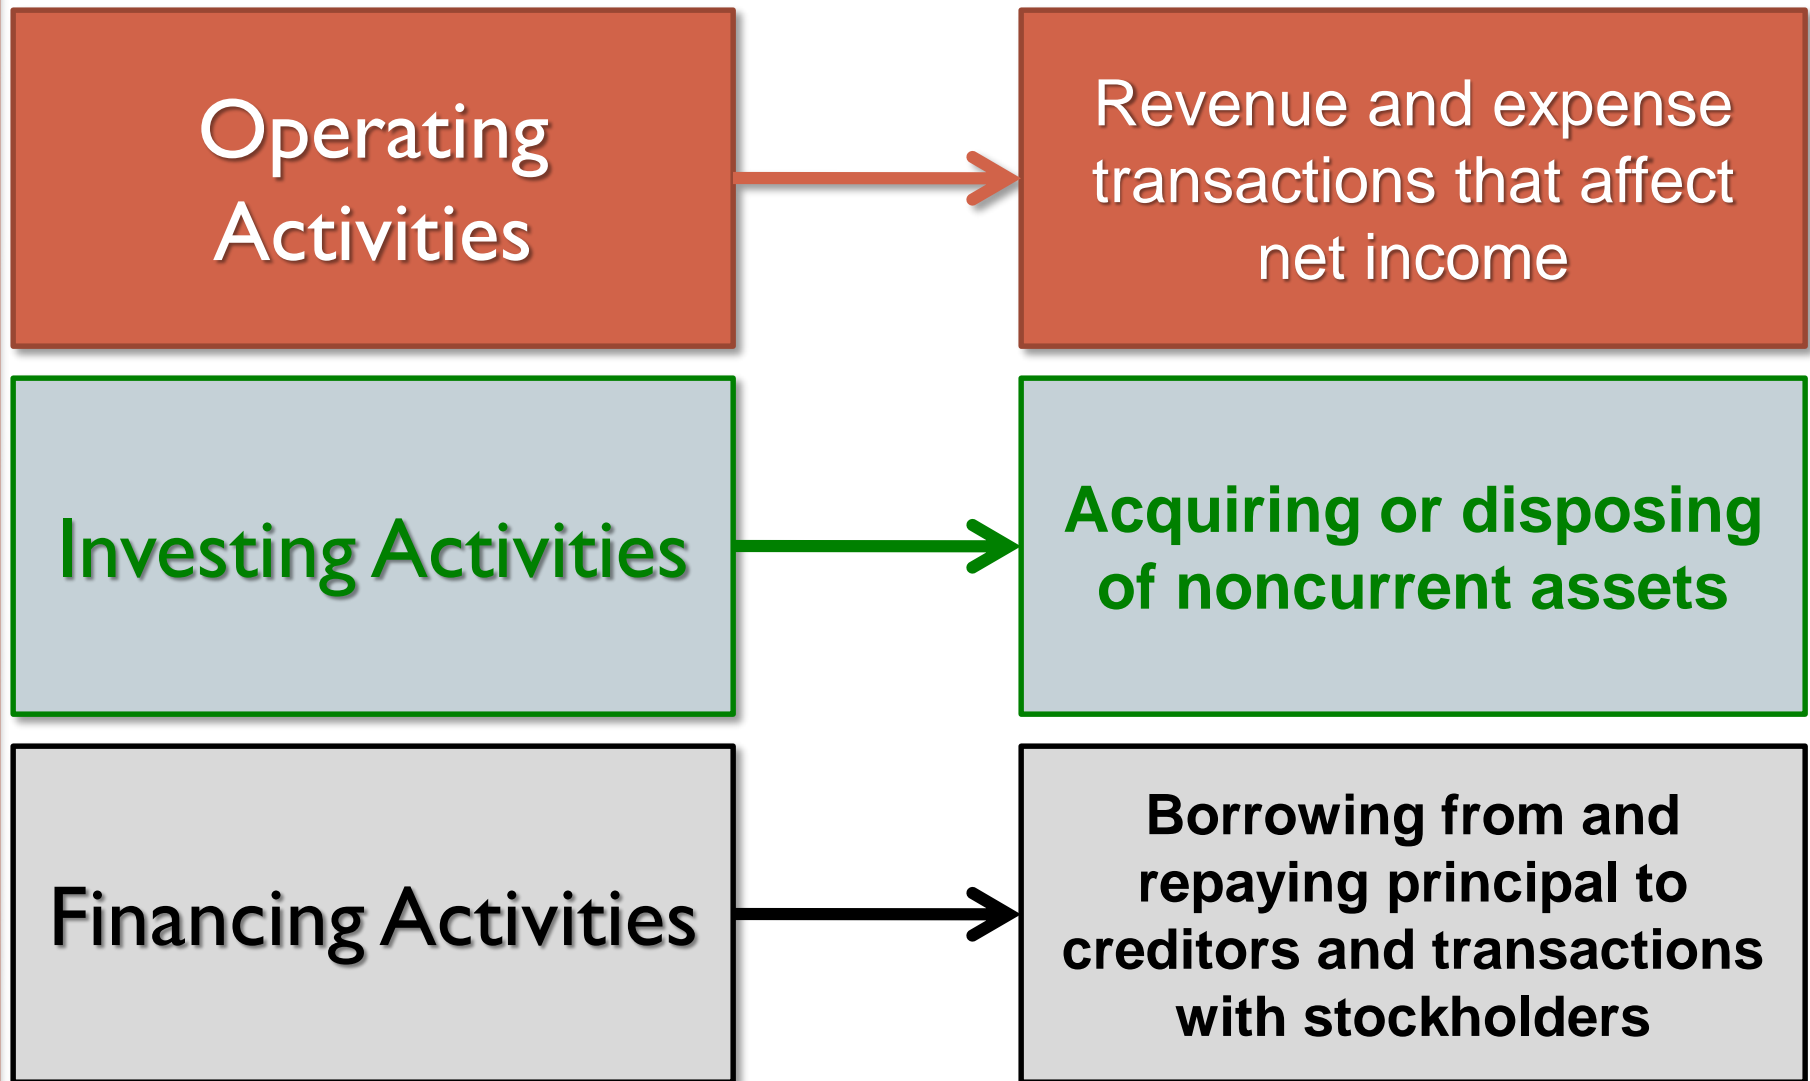 Operating
Activities
Revenue and expense
transactions that affect
net income
Investing Activities
Acquiring or disposing
of noncurrent assets
Financing Activities
Borrowing from and
repaying principal to
creditors and transactions
with stockholders